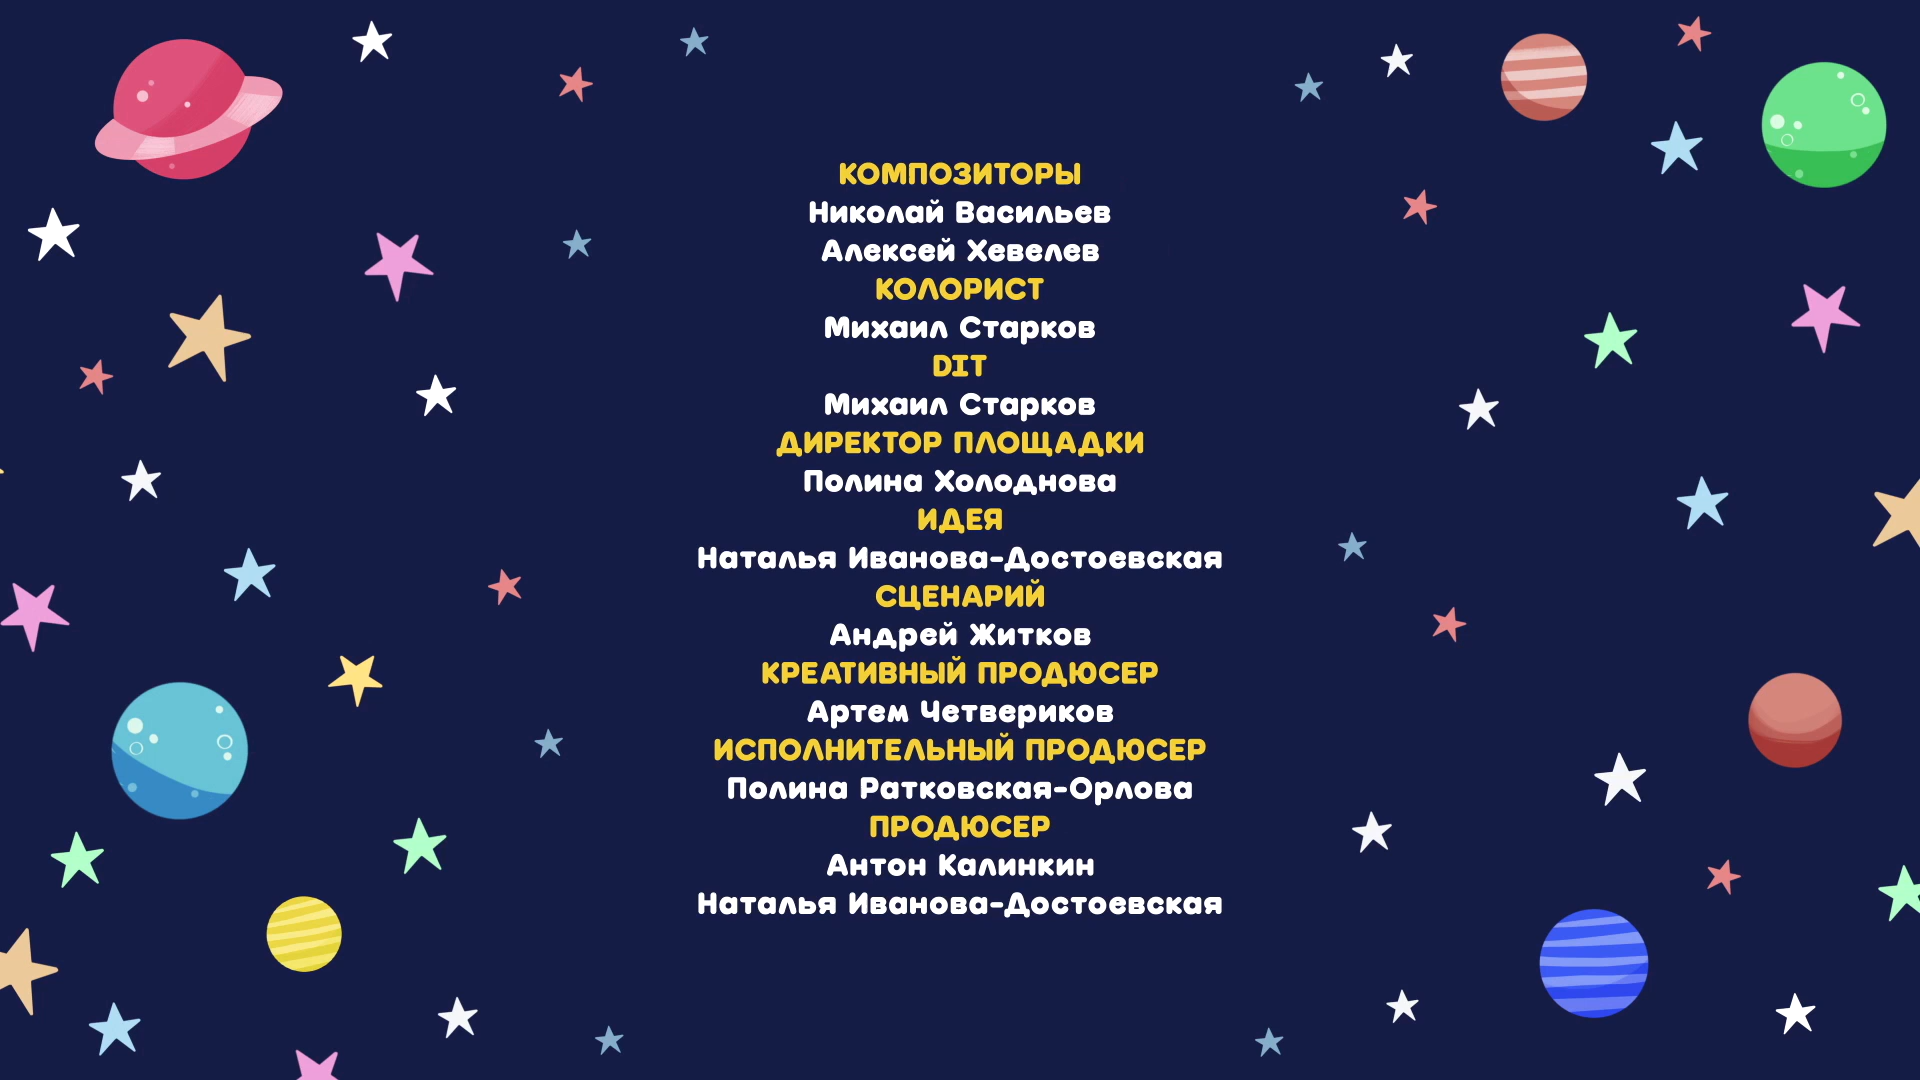 КОМПОЗИТОРЫ
Николай Васильев
Алексей Хевелев
КОЛОРИСТ
Михаил Старков
DIT
Михаил Старков
ДИРЕКТОР ПЛОЩАДКИ
Полина Холоднова
ИДЕЯ
Наталья Иванова-Достоевская
СЦЕНАРИЙ
Андрей Житков
КРЕАТИВНЫЙ ПРОДЮСЕР
Артем Четвериков
ИСПОЛНИТЕЛЬНЫЙ ПРОДЮСЕР
Полина Ратковская-Орлова
ПРОДЮСЕР
Антон Калинкин
Наталья Иванова-Достоевская